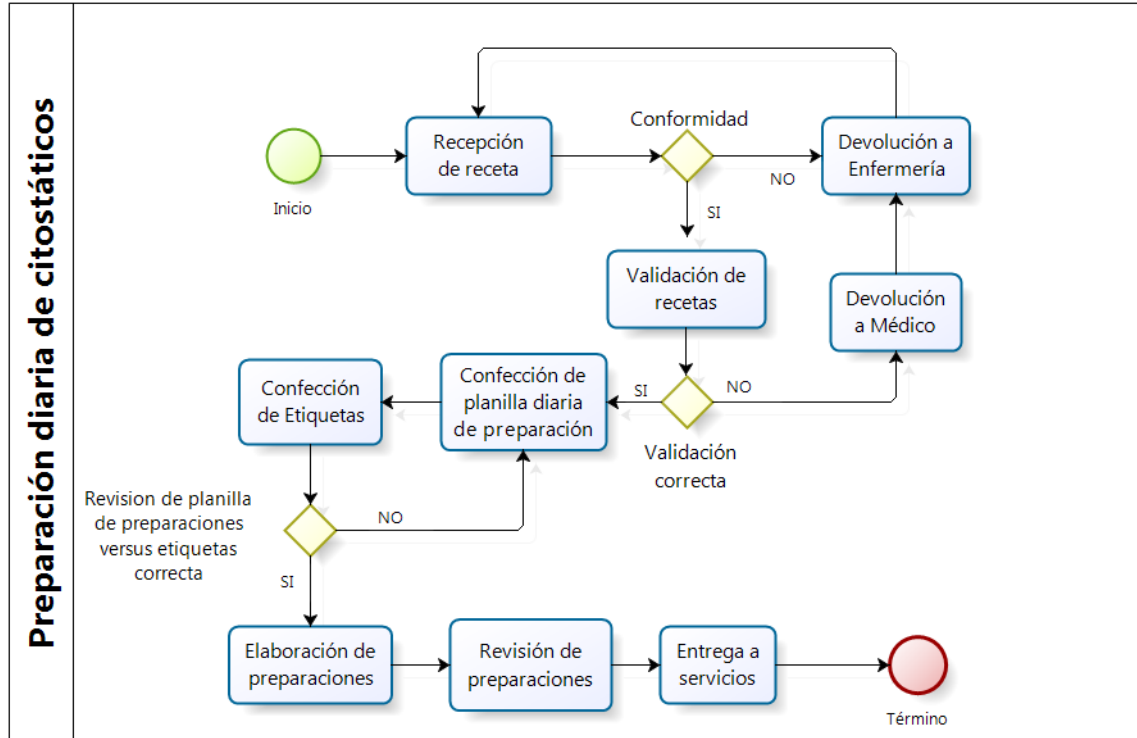 Preparación diaria de citostáticos
Inicio
Recepción
de receta
Conformidad
NO
SI
Devolución a
Enfermería
Validación de
recetas
Devolución
a Médico
Validación
correcta
NO
SI
Confección de
planilla diaria
de preparación
Confección
de Etiquetas
Revision de planilla
de preparaciones
versus etiquetas
correcta
NO
SI
Elaboración de
preparaciones
Revisión de
preparaciones
Entrega a
servicios
Término